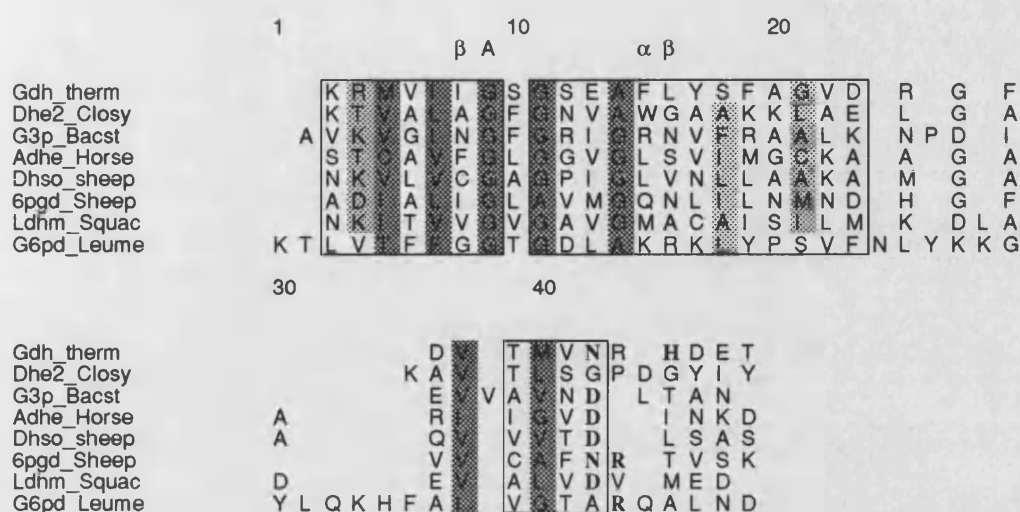 1 10 20
β A α β
Gdh_therm K R M V I I G S G S E A F L Y S F A G V D R G F
Dhe2_Closy K T V A L A G F G N V A W G A A K K L A E L G A
G3p_Bacst A V K V G I N G F G R I G R N V F R A A L K N P D I
Adhe_Horse S T C A V F G L G G V G L S V I M G C K A A G A
Dhso_sheep N K V L V C G A G P I G L V N L L A A K A M G A
6pgd_Sheep A D I A L I G L A V M G Q N L I L N M N D H G F
Ldhm_Squac N K I T V V G V G A V G M A C A I S I L M K D L A
G6pd_Leume K T L V T F F G G T G D L A K R K L Y P S V F N L Y K K G
30 40
Gdh_therm D V T M V N R H D E T
Dhe2_Closy K A V T L S G P D G Y I Y
G3p_Bacst E V V A V N D L T A N
Adhe_Horse A R I I G V D I N K D
Dhso_sheep A Q V V V T D L S A S
6pgd_Sheep V V C A F N R T V S K
Ldhm_Squac D E V A L V D V M E D
G6pd_Leume Y L Q K H F A V G T A R Q A L N D